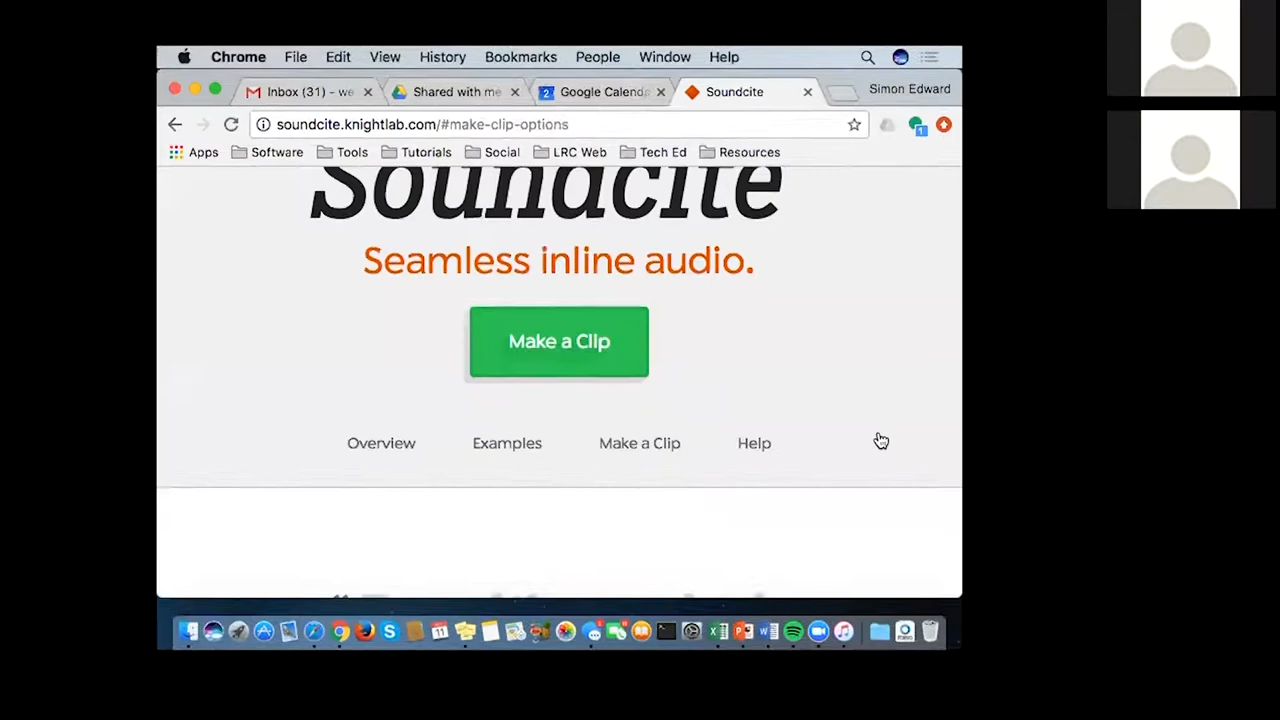 Chrome File Edit View History Bookmarks People Window Help
Inbox (31) - we Shared with me Google Calenda Soundcite Simon Edward
soundcite.knightlab.com/#make-clip-options
Apps Software Tools Tutorials Social LRC Web Tech Ed Resources
Soundcite
Seamless inline audio.
Make a Clip
Overview Examples Make a Clip Help